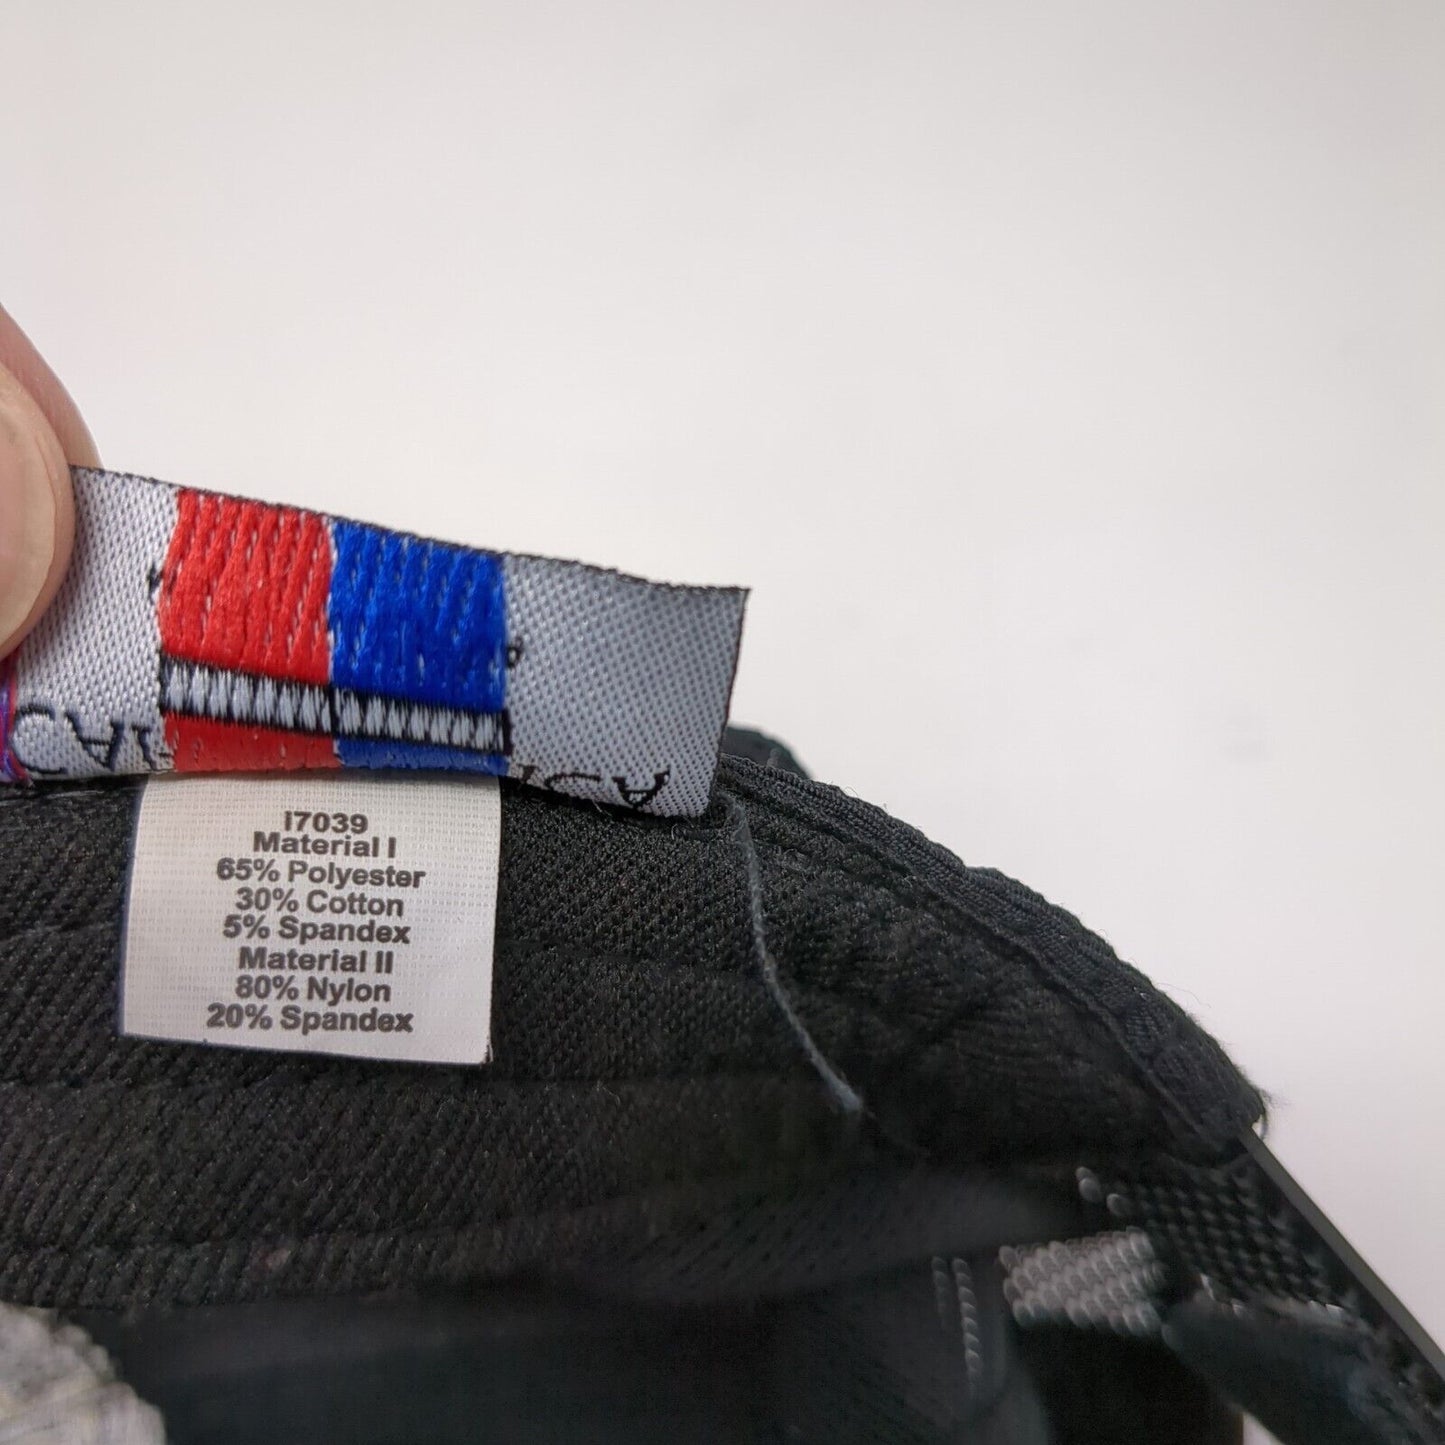 I7039
Material I
65% Polyester
30% Cotton
5% Spandex
Material II
80% Nylon
20% Spandex